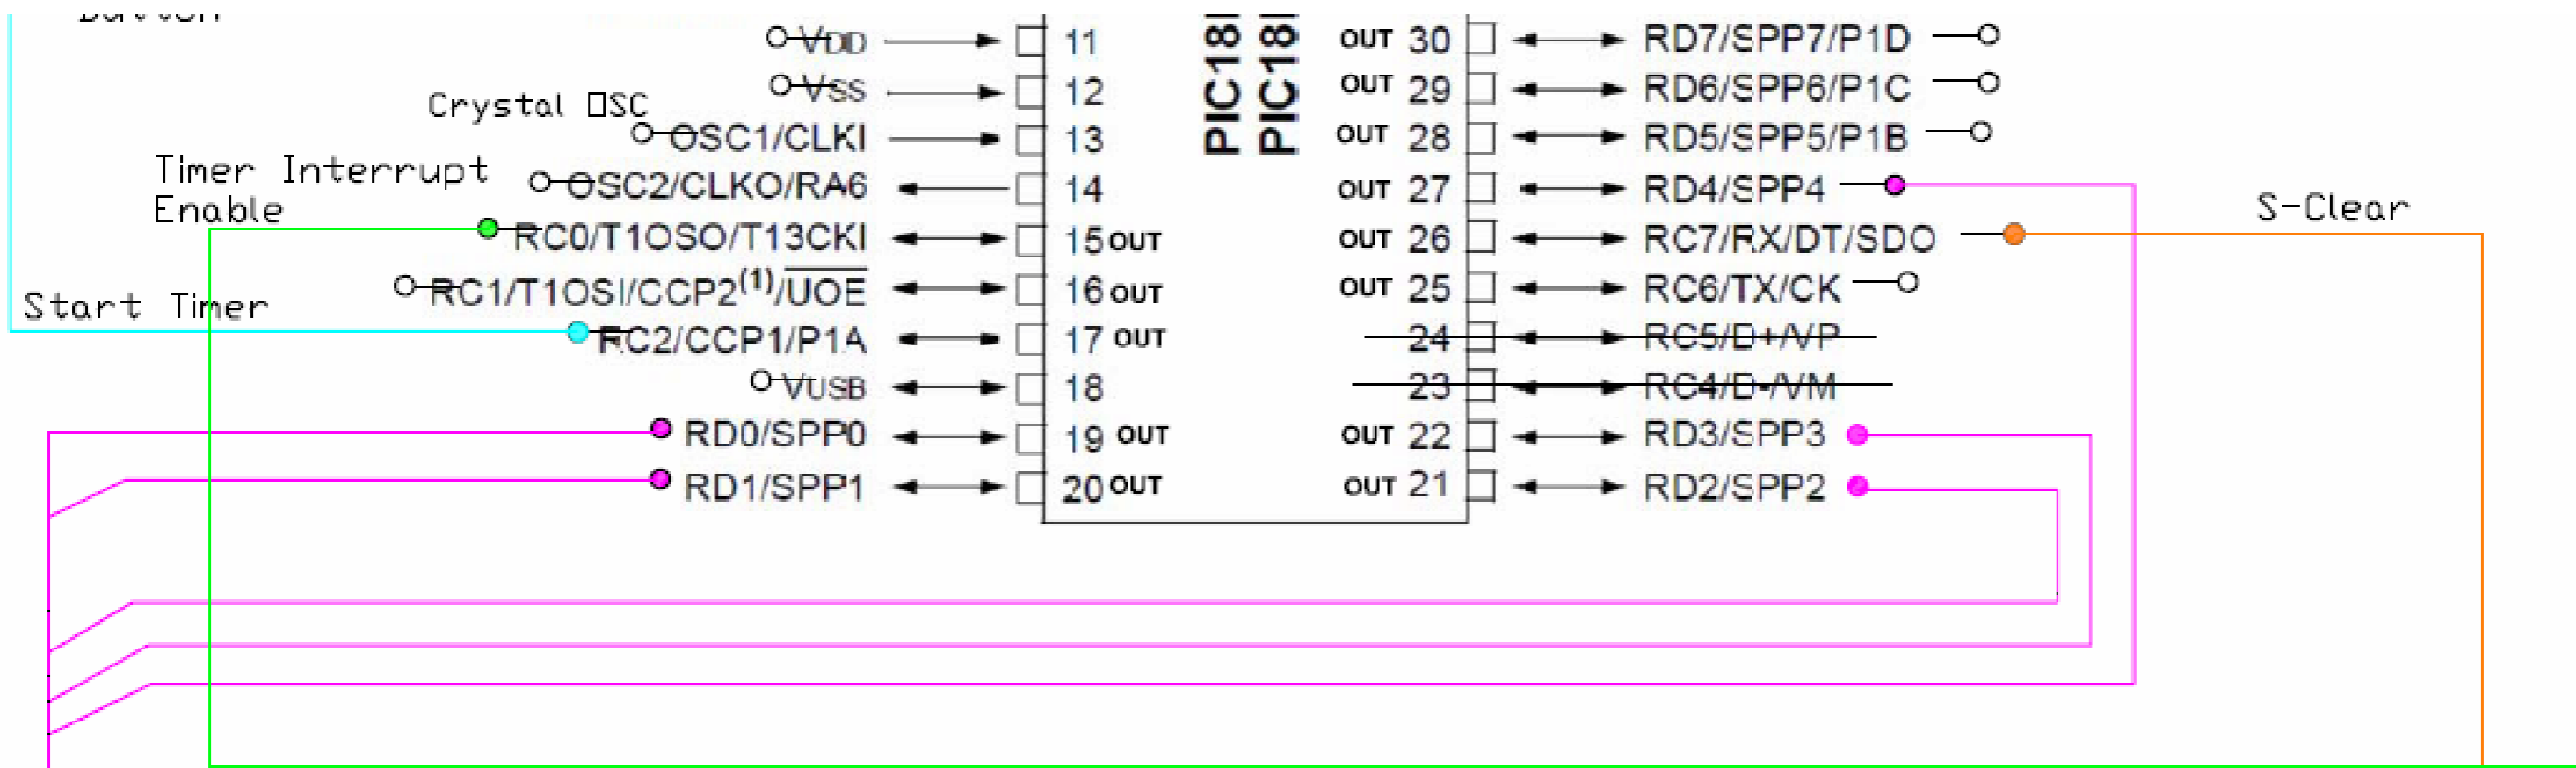 VDD 11
VSS 12
Crystal OSC
OSC1/CLKI 13
Timer Interrupt
Enable
OSC2/CLKO/RA6 14
RC0/T1OSO/T13CKI 15 OUT
RC1/T1OSI/CCP2(1)/UOE 16 OUT
Start Timer
RC2/CCP1/P1A 17 OUT
VUSB 18
RD0/SPP0 19 OUT
RD1/SPP1 20 OUT
OUT 30 RD7/SPP7/P1D
OUT 29 RD6/SPP6/P1C
OUT 28 RD5/SPP5/P1B
OUT 27 RD4/SPP4
OUT 26 RC7/RX/DT/SDO
S-Clear
OUT 25 RC6/TX/CK
24 RC5/D+/VP
23 RC4/D-/VM
OUT 22 RD3/SPP3
OUT 21 RD2/SPP2